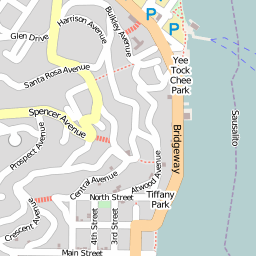 Harrison Avenue
Bulkley Avenue
P
P
Glen Drive
Yee
Tock
Chee
Park
Santa Rosa Avenue
Spencer Avenue
Bridgeway
Sausalito
Prospect Avenue
Central Avenue
Atwood Avenue
North Street
Tiffany
Park
Crescent Avenue
4th Street
3rd Street
Main Street